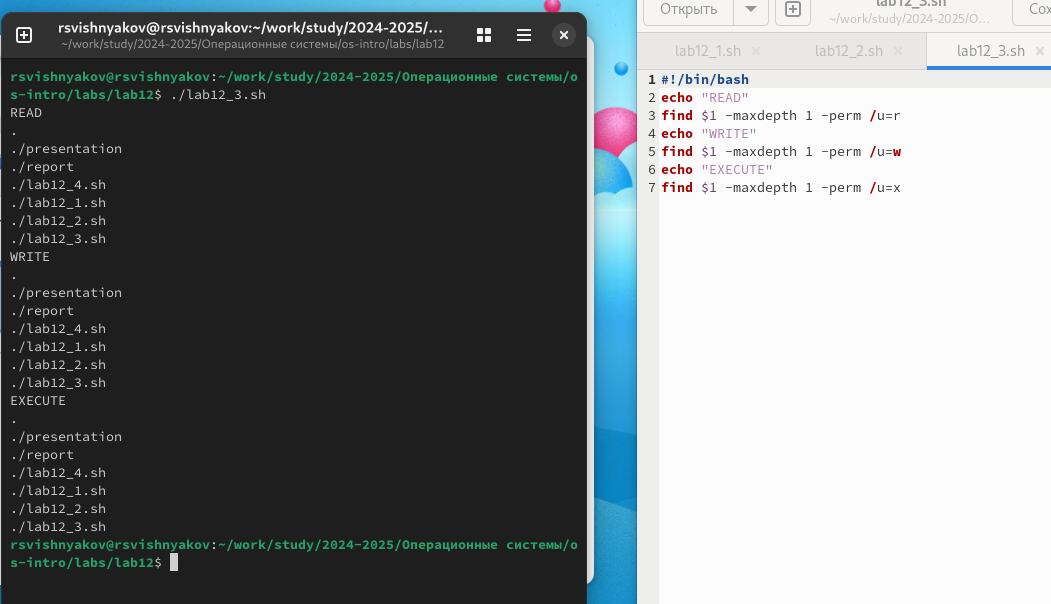 rsvishnyakov@rsvishnyakov:~/work/study/2024-2025/...
~/work/study/2024-2025/Операционные системы/os-intro/labs/lab12
rsvishnyakov@rsvishnyakov:~/work/study/2024-2025/Операционные системы/o
s-intro/labs/lab12$ ./lab12_3.sh
READ
.
./presentation
./report
./lab12_4.sh
./lab12_1.sh
./lab12_2.sh
./lab12_3.sh
WRITE
.
./presentation
./report
./lab12_4.sh
./lab12_1.sh
./lab12_2.sh
./lab12_3.sh
EXECUTE
.
./presentation
./report
./lab12_4.sh
./lab12_1.sh
./lab12_2.sh
./lab12_3.sh
rsvishnyakov@rsvishnyakov:~/work/study/2024-2025/Операционные системы/o
s-intro/labs/lab12$
Открыть
lab12_3.sh
~/work/study/2024-2025/О...
Сох
lab12_1.sh
lab12_2.sh
lab12_3.sh
1 #!/bin/bash
2 echo "READ"
3 find $1 -maxdepth 1 -perm /u=r
4 echo "WRITE"
5 find $1 -maxdepth 1 -perm /u=w
6 echo "EXECUTE"
7 find $1 -maxdepth 1 -perm /u=x